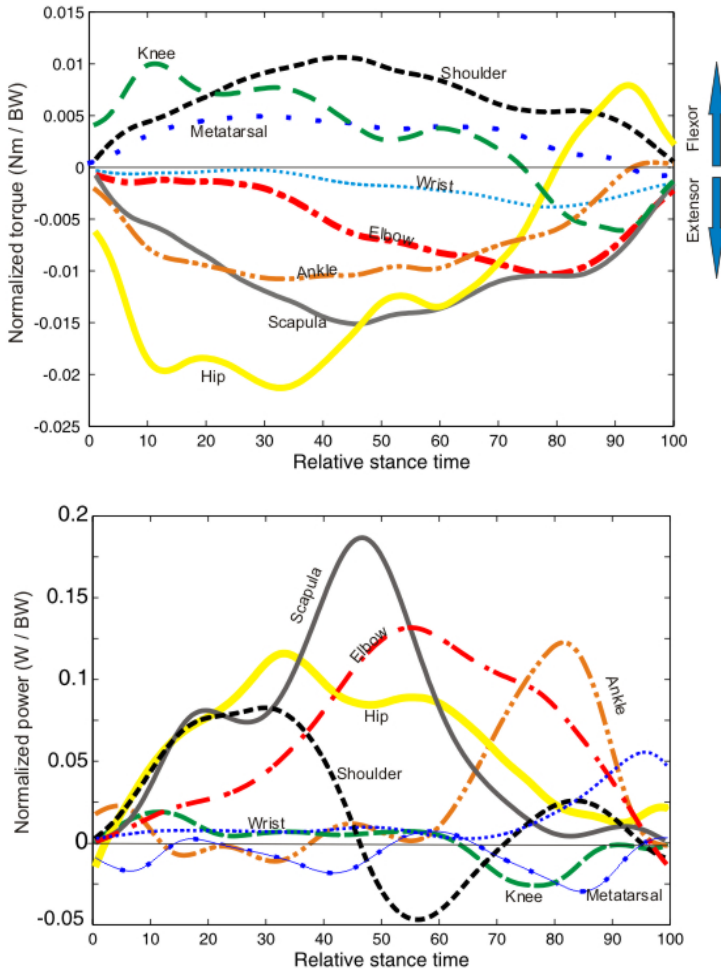 0.015
0.01
0.005
0
-0.005
-0.01
-0.015
-0.02
-0.025
Normalized torque (Nm / BW)
Knee
Shoulder
Metatarsal
Wrist
Elbow
Ankle
Scapula
Hip
Flexor
Extensor
0 10 20 30 40 50 60 70 80 90 100
Relative stance time
0.2
0.15
0.1
0.05
0
-0.05
Normalized power (W / BW)
Scapula
Elbow
Ankle
Hip
Shoulder
Wrist
Knee
Metatarsal
0 10 20 30 40 50 60 70 80 90 100
Relative stance time